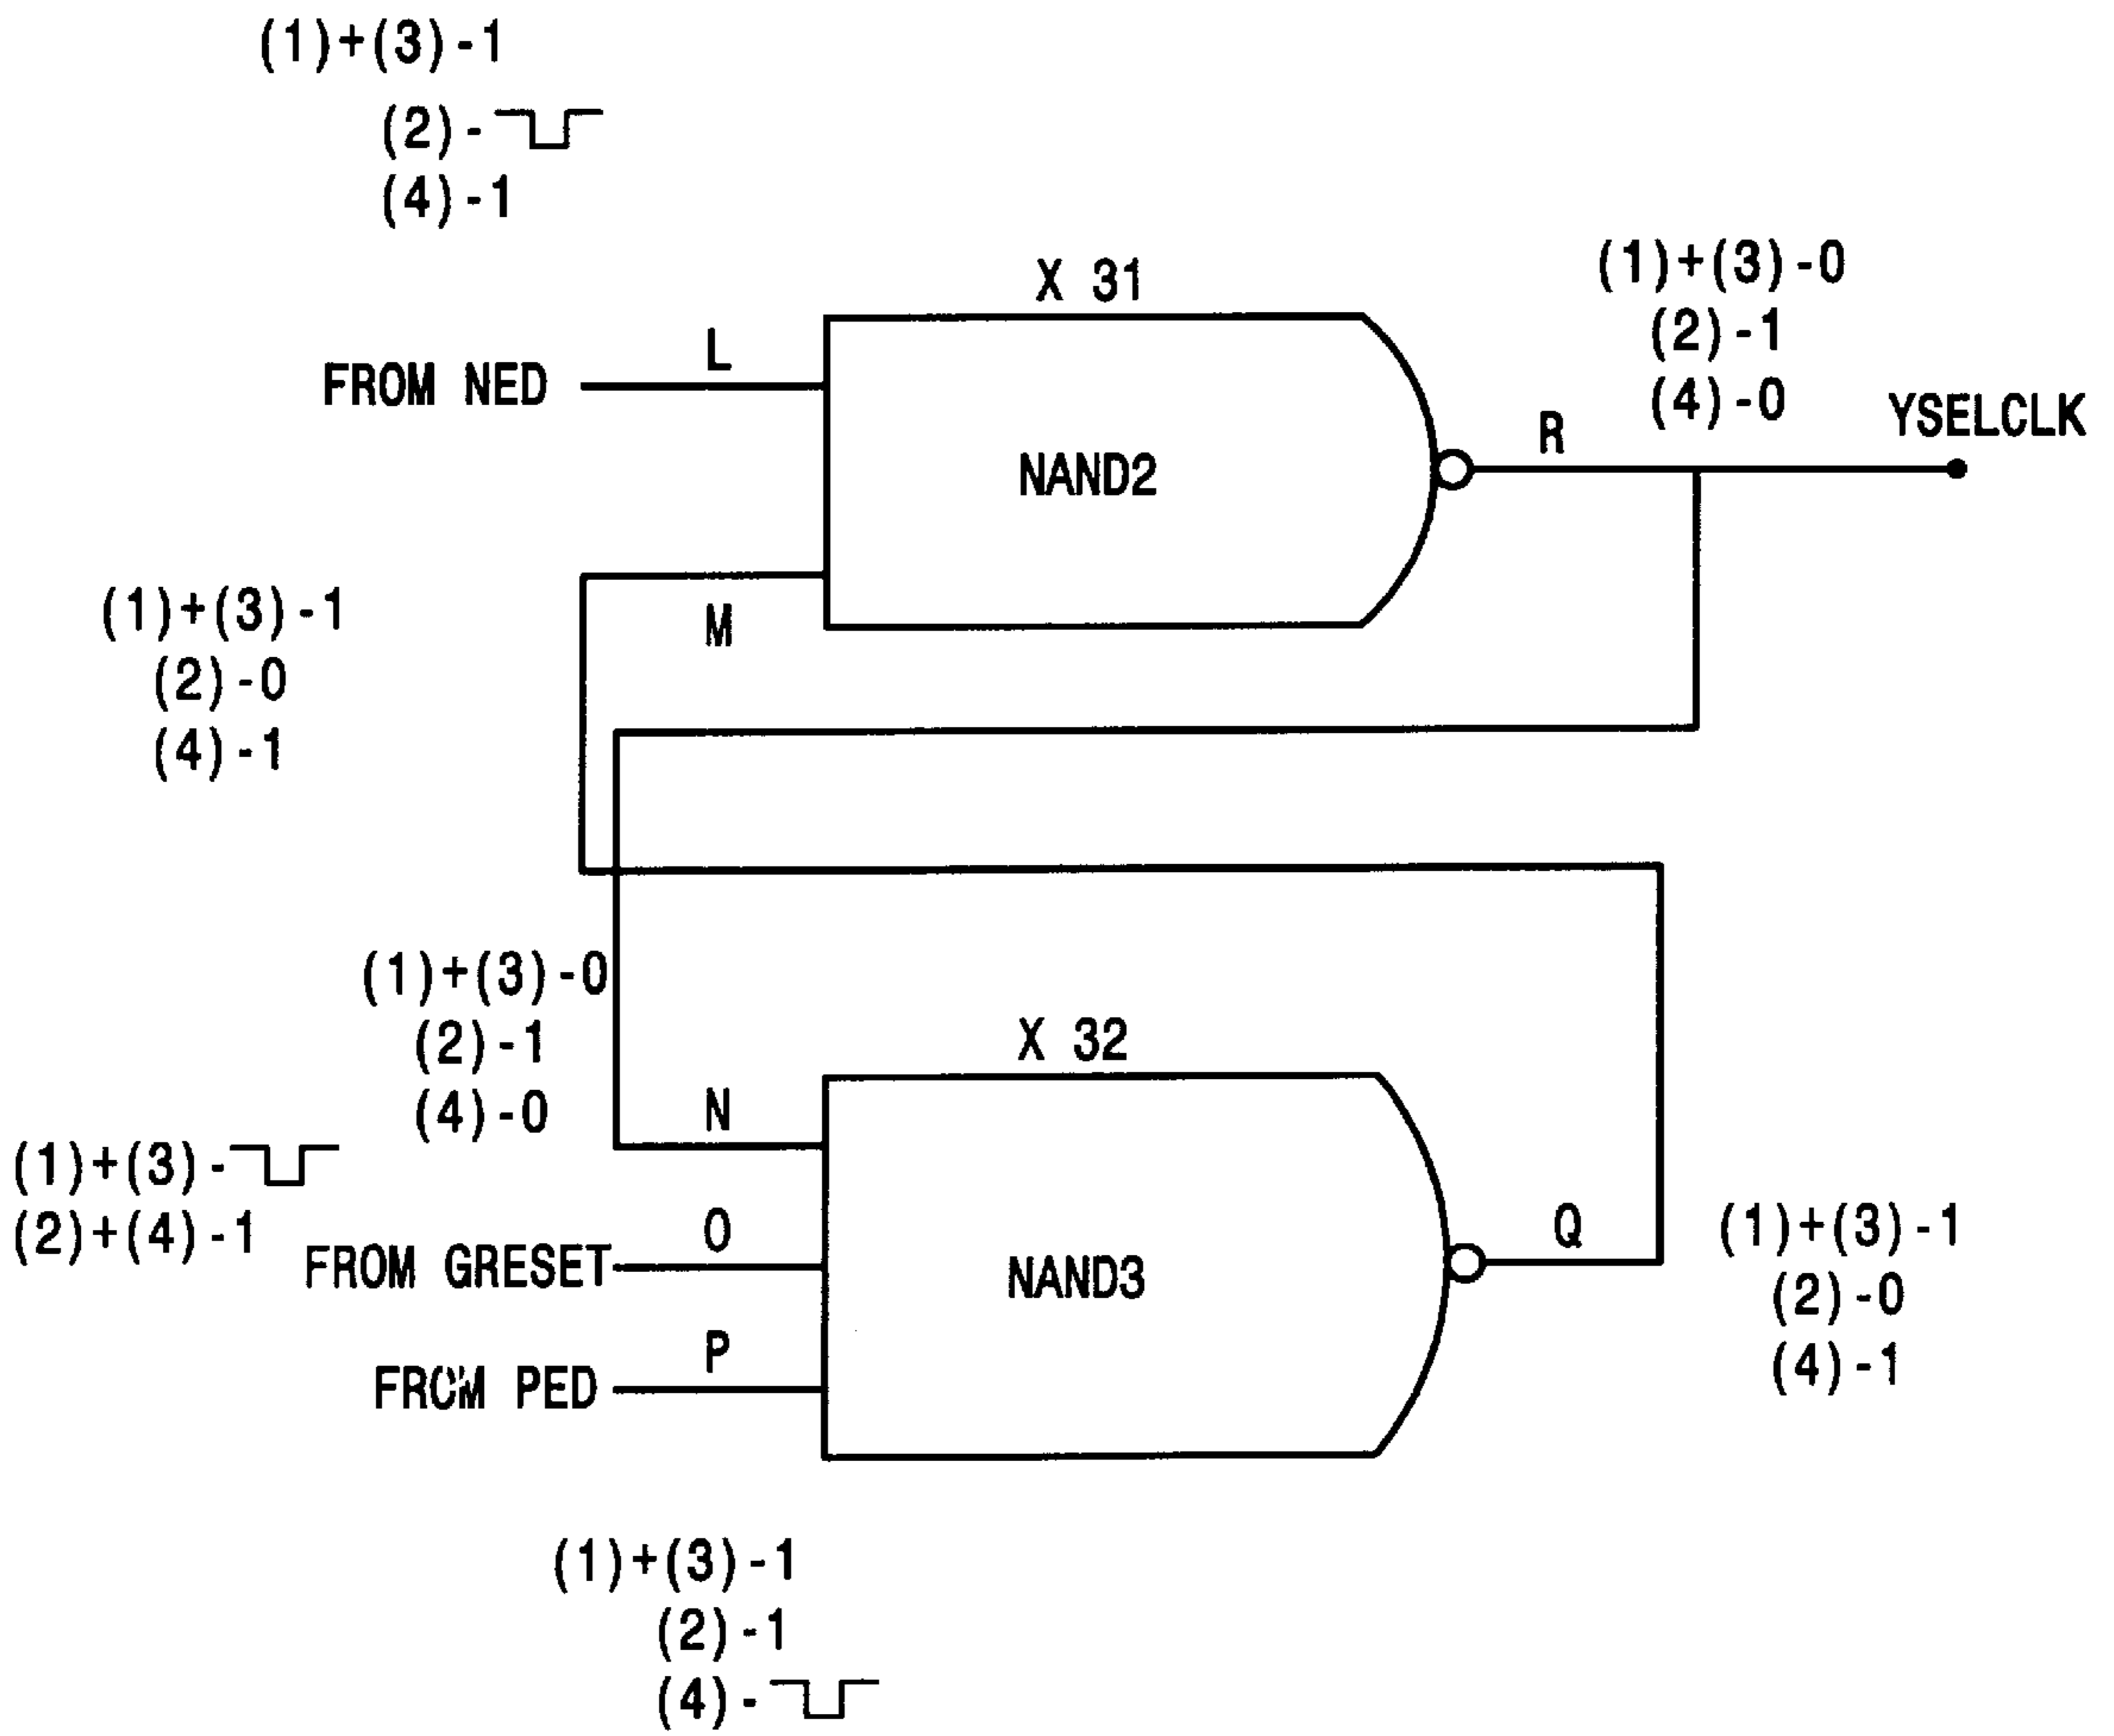 (1)+(3)-1
(2)-
(4)-1
X 31
(1)+(3)-0
(2)-1
(4)-0
L
FROM NED
R
YSELCLK
NAND2
(1)+(3)-1
(2)-0
(4)-1
M
(1)+(3)-0
(2)-1
(4)-0
X 32
N
(1)+(3)-
(2)+(4)-1
O
FROM GRESET
NAND3
Q
(1)+(3)-1
(2)-0
(4)-1
P
FROM PED
(1)+(3)-1
(2)-1
(4)-